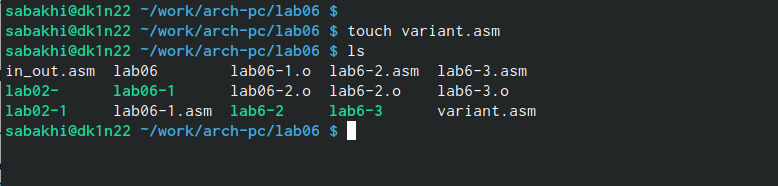 sabakhi@dk1n22 ~/work/arch-pc/lab06 $
sabakhi@dk1n22 ~/work/arch-pc/lab06 $ touch variant.asm
sabakhi@dk1n22 ~/work/arch-pc/lab06 $ ls
in_out.asm lab06 lab06-1.o lab6-2.asm lab6-3.asm
lab02- lab06-1 lab06-2.o lab6-2.o lab6-3.o
lab02-1 lab06-1.asm lab6-2 lab6-3 variant.asm
sabakhi@dk1n22 ~/work/arch-pc/lab06 $